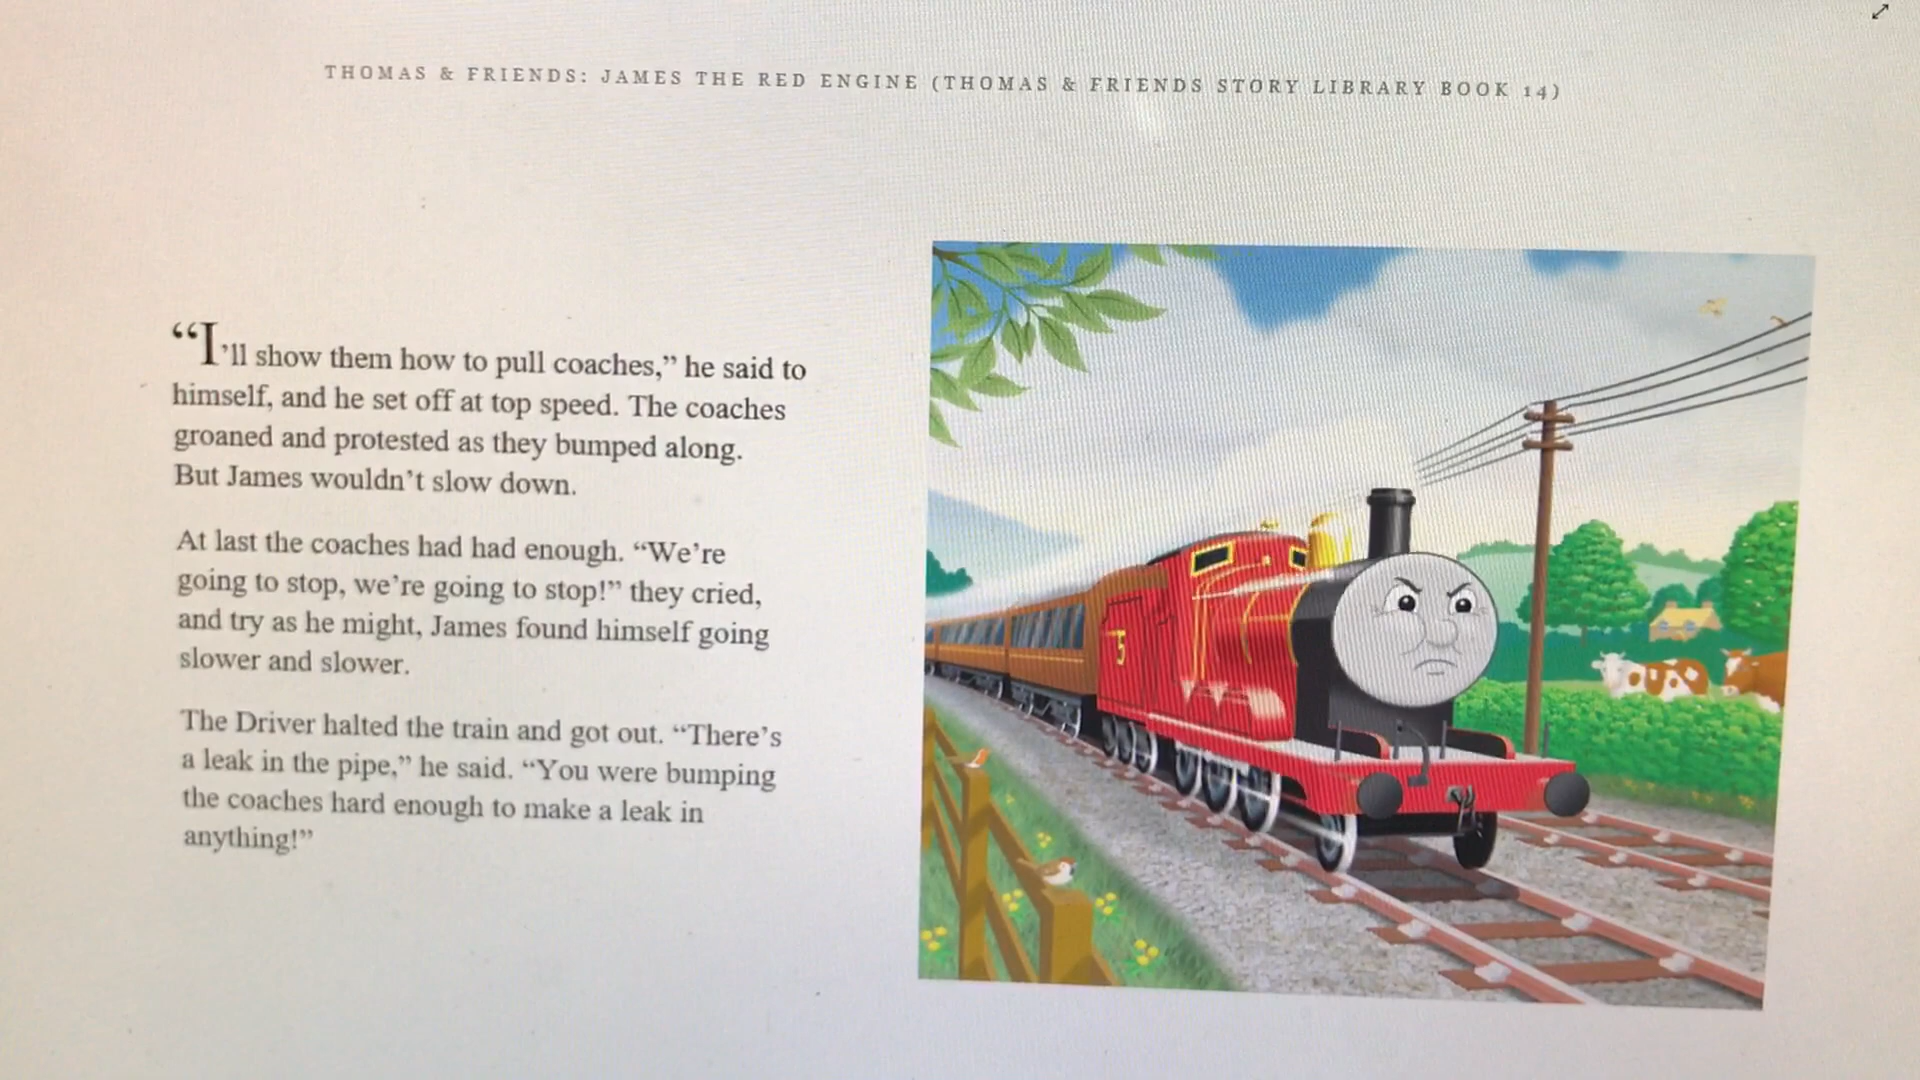 THOMAS & FRIENDS: JAMES THE RED ENGINE (THOMAS & FRIENDS STORY LIBRARY BOOK 14)
“I’ll show them how to pull coaches,” he said to
himself, and he set off at top speed. The coaches
groaned and protested as they bumped along.
But James wouldn’t slow down.
At last the coaches had had enough. “We’re
going to stop, we’re going to stop!” they cried,
and try as he might, James found himself going
slower and slower.
The Driver halted the train and got out. “There’s
a leak in the pipe,” he said. “You were bumping
the coaches hard enough to make a leak in
anything!”
5